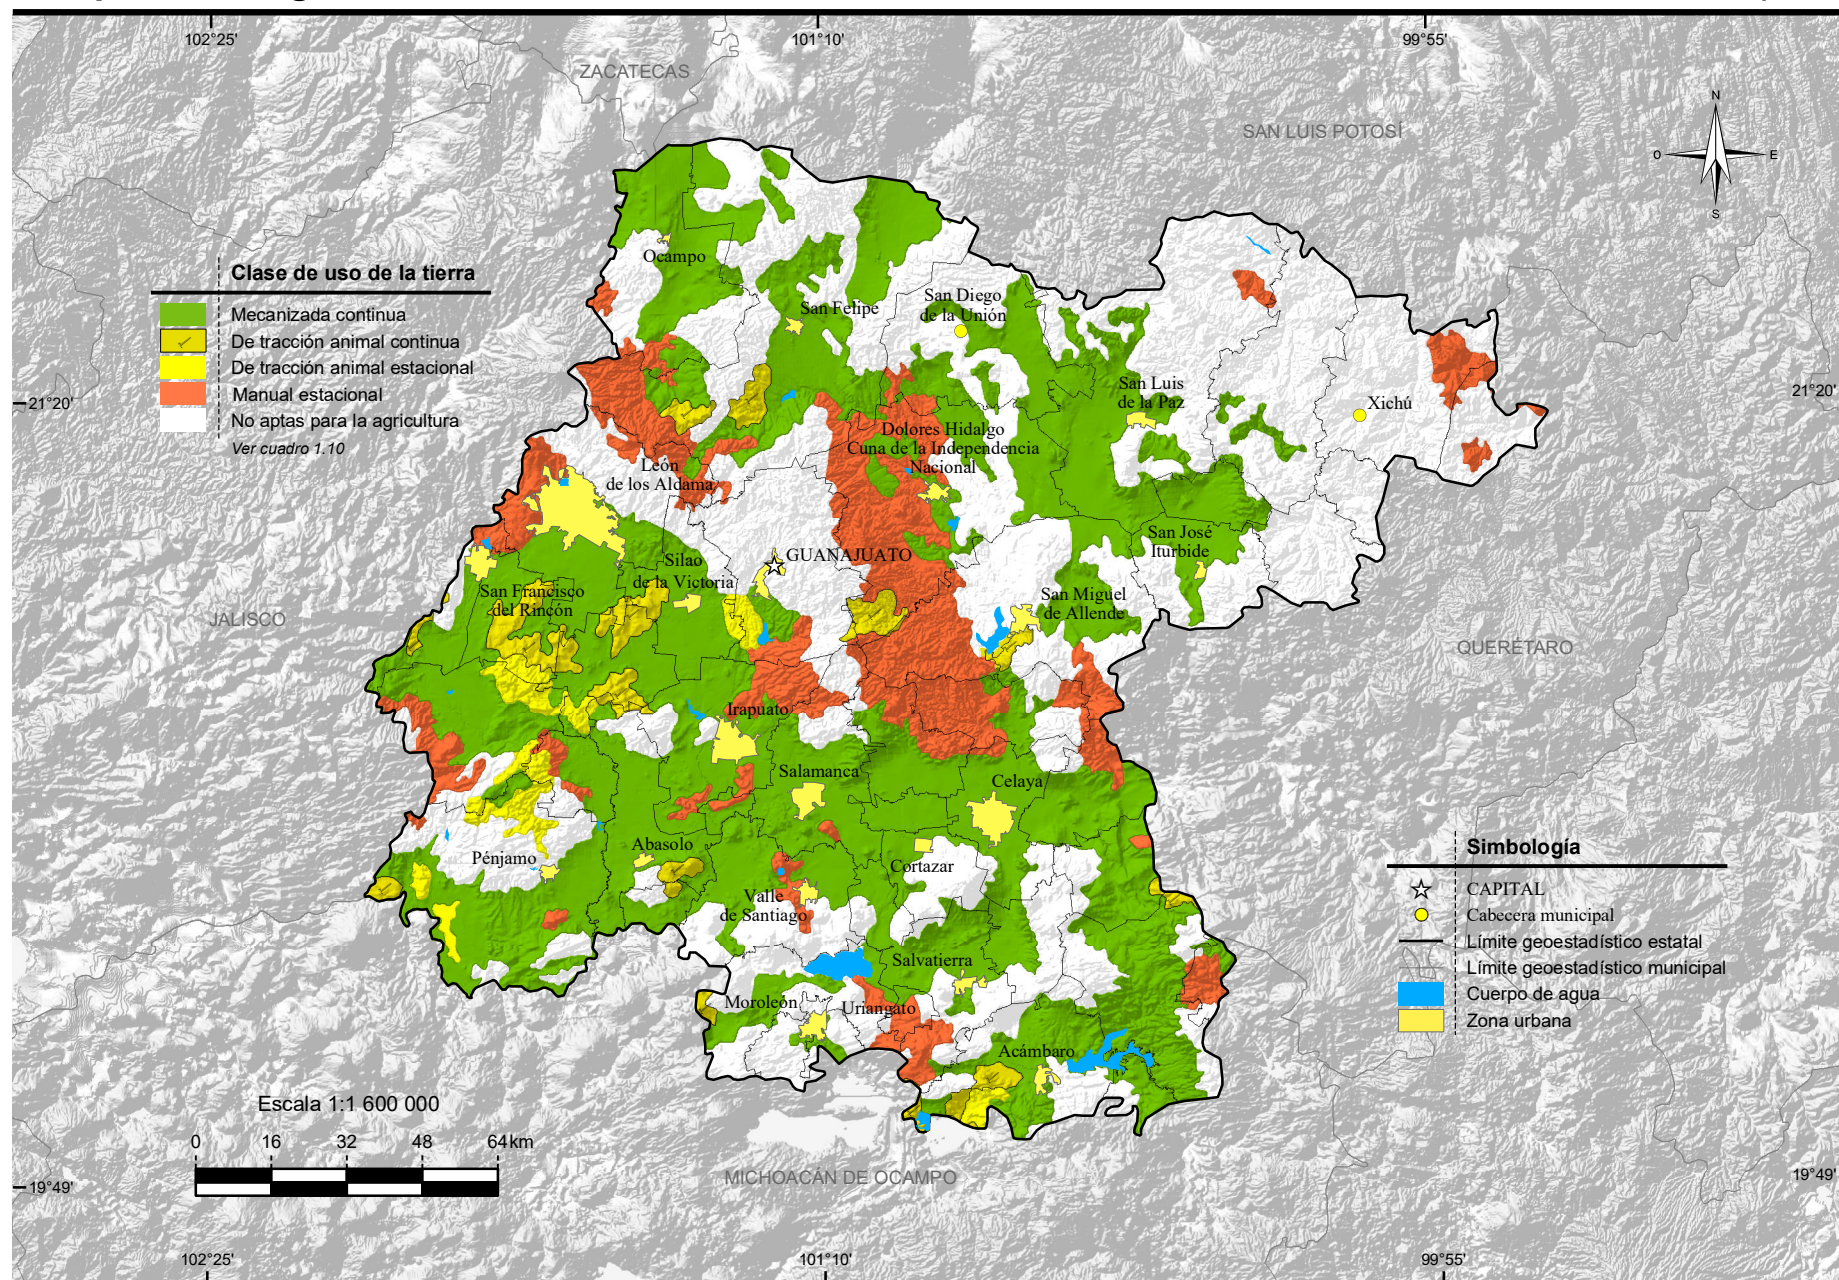 102°25'
101°10'
99°55'
ZACATECAS
SAN LUIS POTOSÍ
N
O
E
S
Clase de uso de la tierra
Mecanizada continua
De tracción animal continua
De tracción animal estacional
Manual estacional
No aptas para la agricultura
Ver cuadro 1.10
Ocampo
San Felipe
San Diego
de la Unión
21°20'
21°20'
San Luis
de la Paz
Xichú
Dolores Hidalgo
Cuna de la Independencia
Nacional
León
de los Aldama
San José
Iturbide
GUANAJUATO
Silao
de la Victoria
San Francisco
del Rincón
San Miguel
de Allende
JALISCO
QUERÉTARO
Irapuato
Salamanca
Celaya
Abasolo
Pénjamo
Cortazar
Valle
de Santiago
Salvatierra
Moroleón
Uriangato
Acámbaro
Simbología
CAPITAL
Cabecera municipal
Límite geoestadístico estatal
Límite geoestadístico municipal
Cuerpo de agua
Zona urbana
Escala 1:1 600 000
0 16 32 48 64km
MICHOACÁN DE OCAMPO
19°49'
19°49'
102°25'
101°10'
99°55'